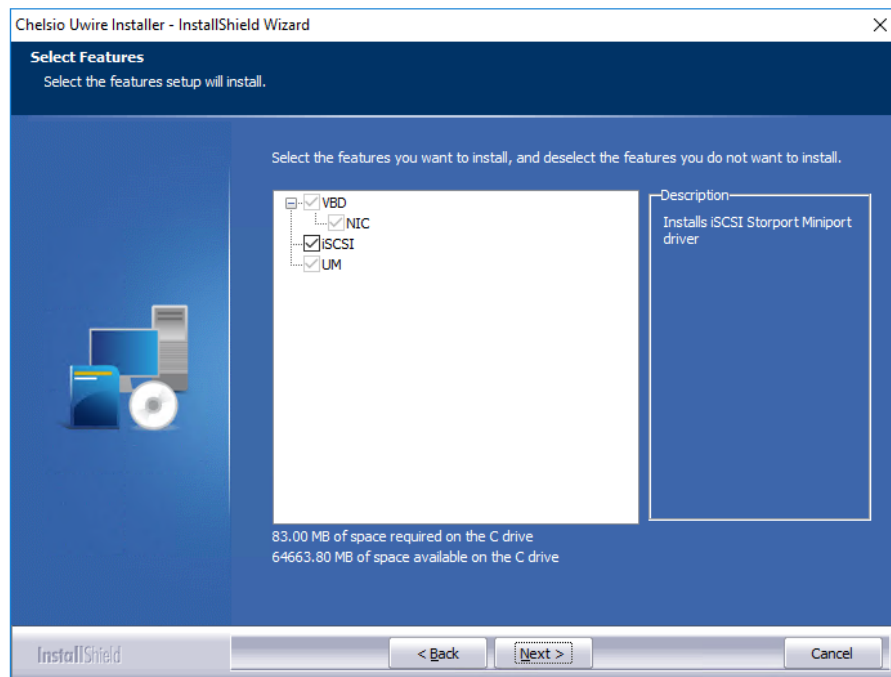 Chelsio Uwire Installer - InstallShield Wizard
Select Features
Select the features setup will install.
Select the features you want to install, and deselect the features you do not want to install.
VBD
NIC
iSCSI
UM
Description
Installs iSCSI Storport Miniport
driver
83.00 MB of space required on the C drive
64663.80 MB of space available on the C drive
InstallShield
< Back
Next >
Cancel